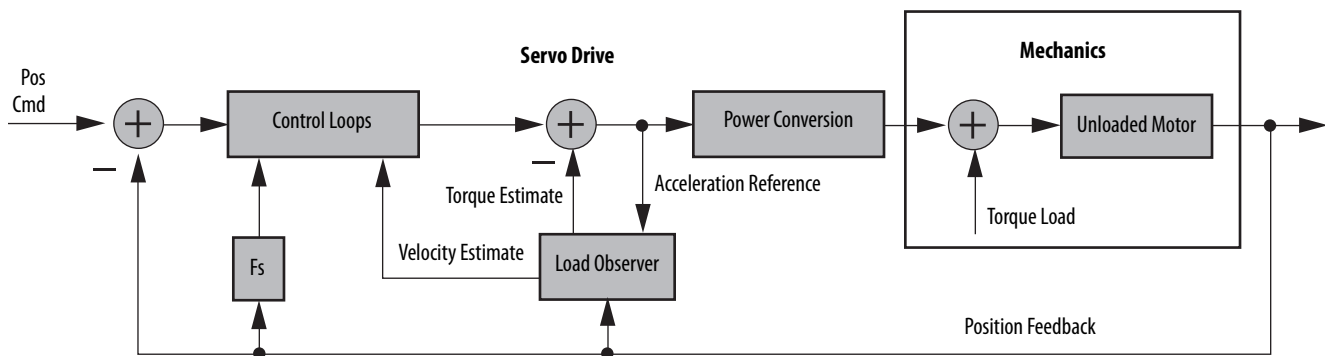 Servo Drive
Mechanics
Pos
Cmd
+
Control Loops
+
Power Conversion
+
Unloaded Motor
−
−
Torque Estimate
Acceleration Reference
Torque Load
Velocity Estimate
Fs
Load Observer
Position Feedback